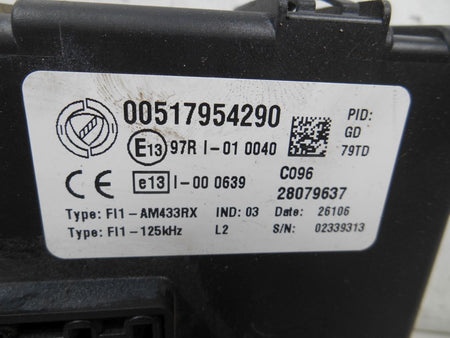 00517954290
PID:
GD
79TD
E13 97R I-01 0040
CE e13 I-00 0639
C096
28079637
Type: FI1-AM433RX IND: 03 Date: 26106
Type: FI1-125kHz L2 S/N: 02339313